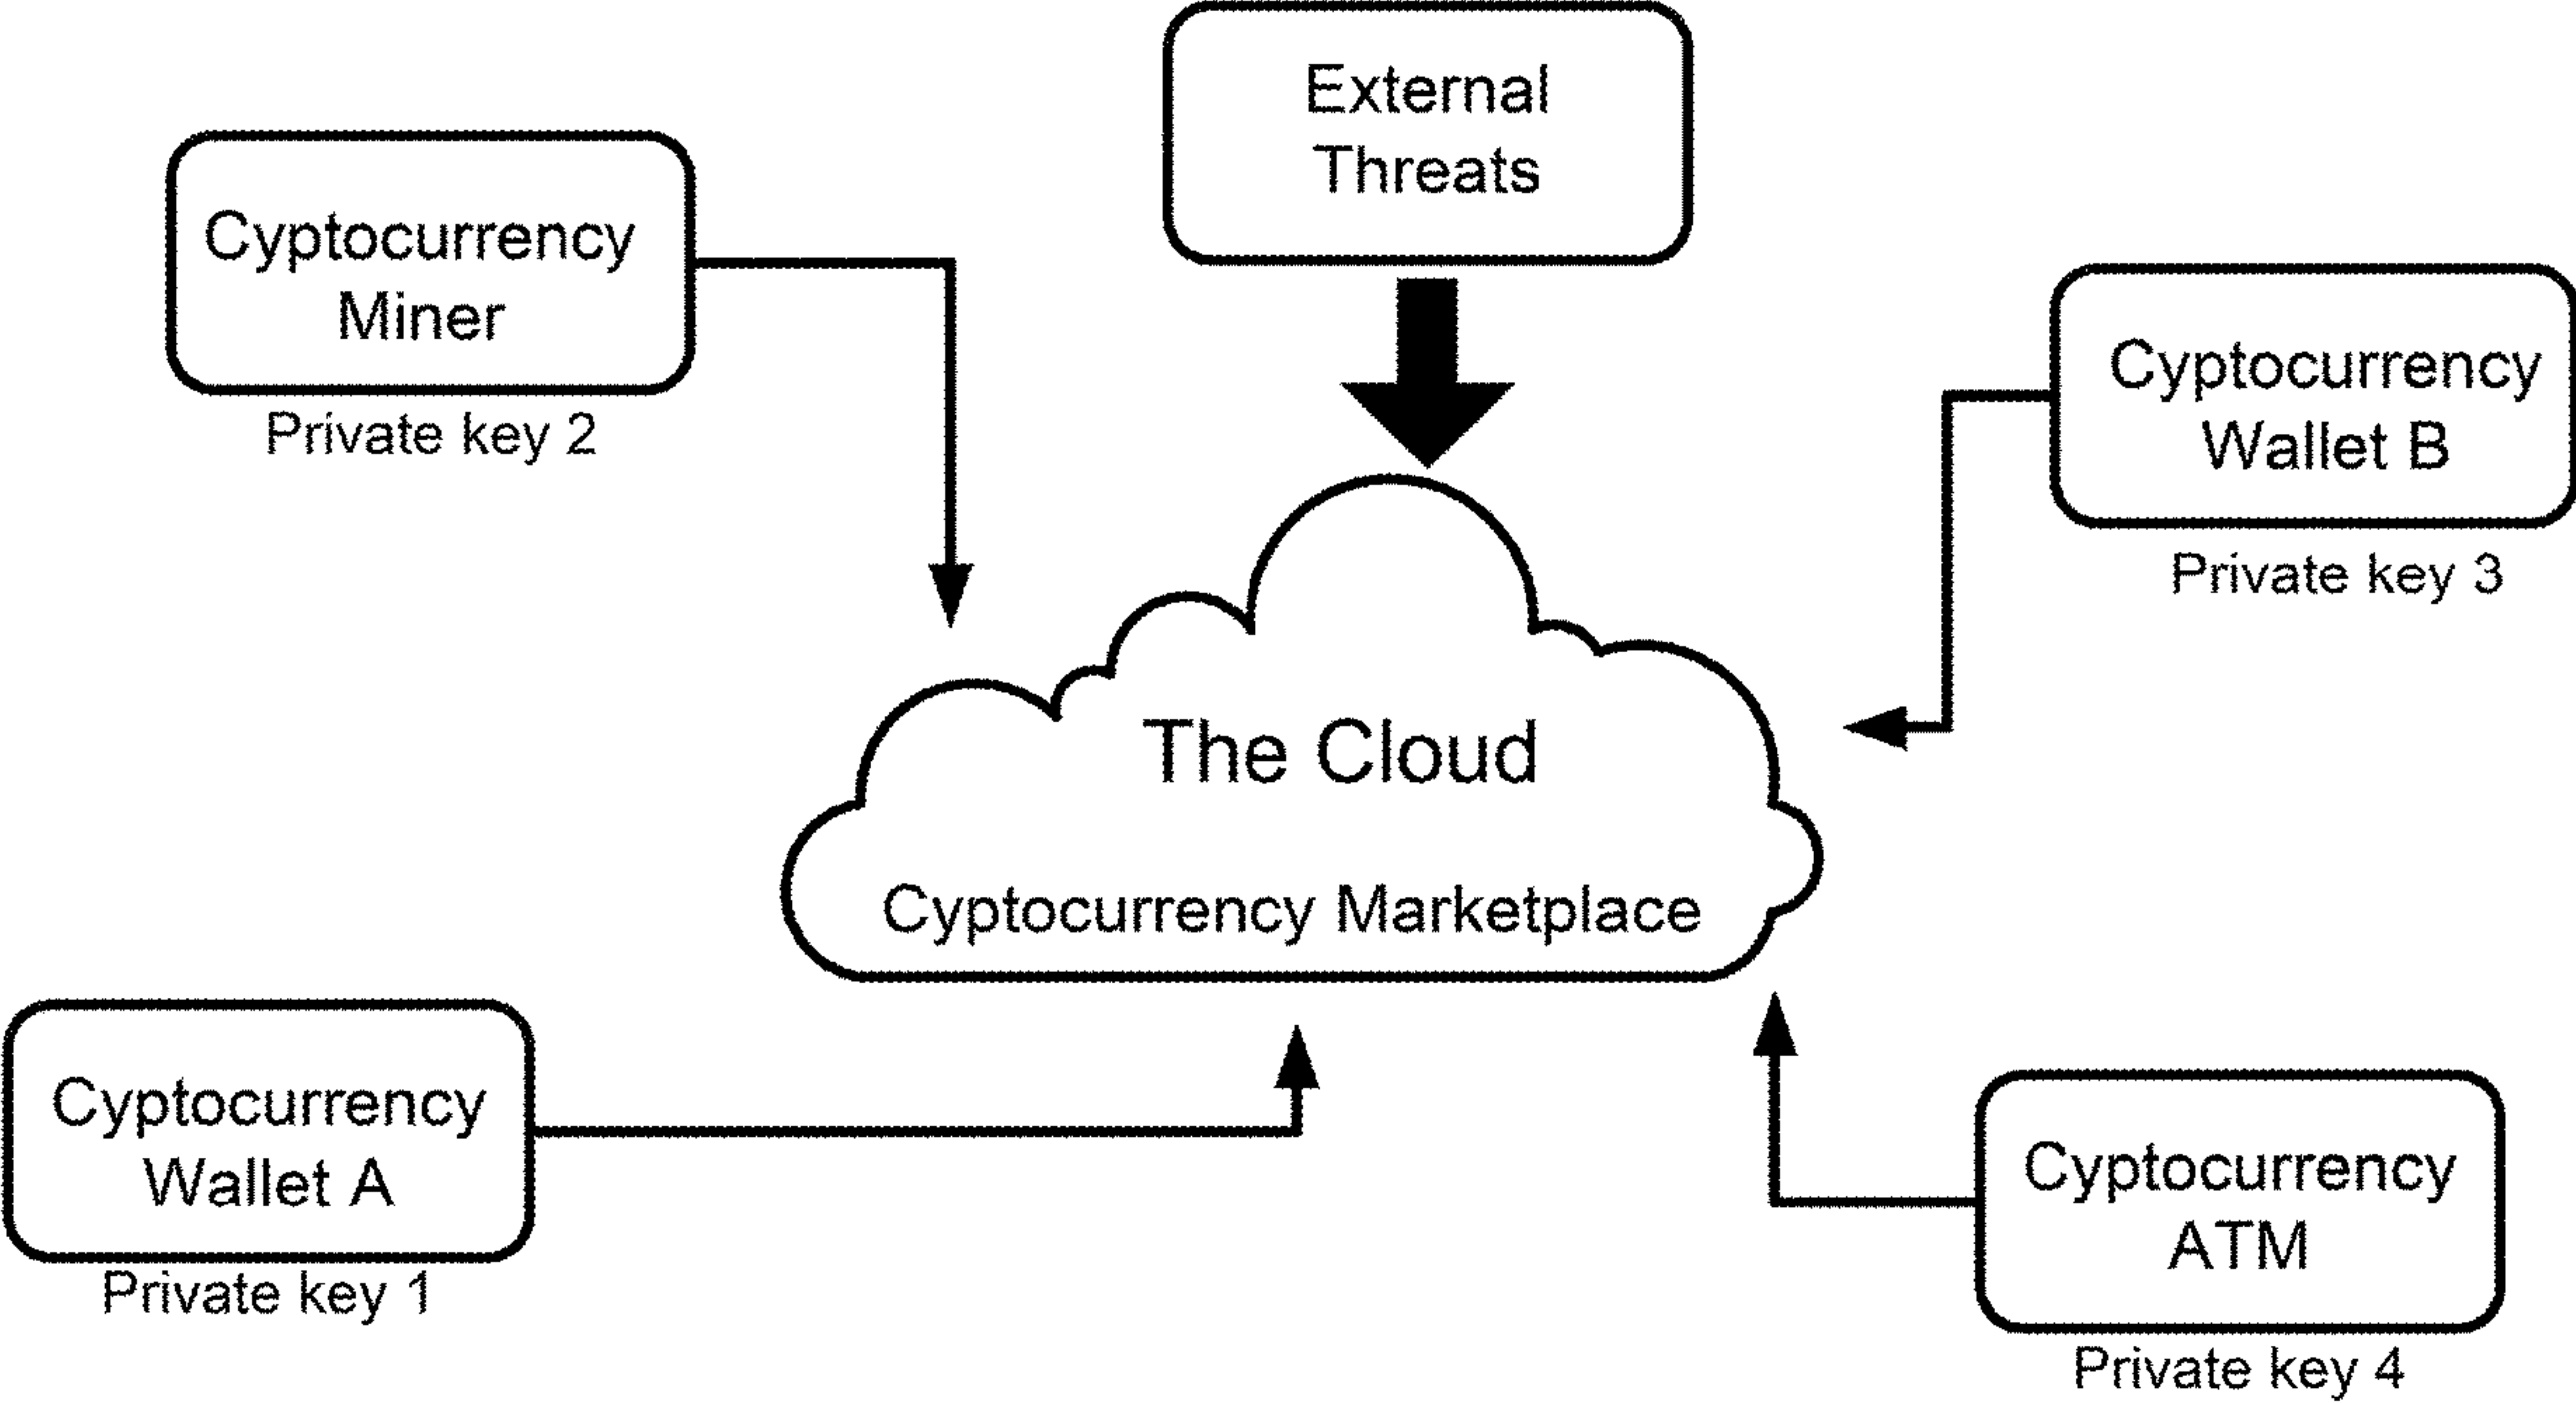 External
Threats
Cyptocurrency
Miner
Private key 2
Cyptocurrency
Wallet B
Private key 3
The Cloud
Cyptocurrency Marketplace
Cyptocurrency
Wallet A
Private key 1
Cyptocurrency
ATM
Private key 4